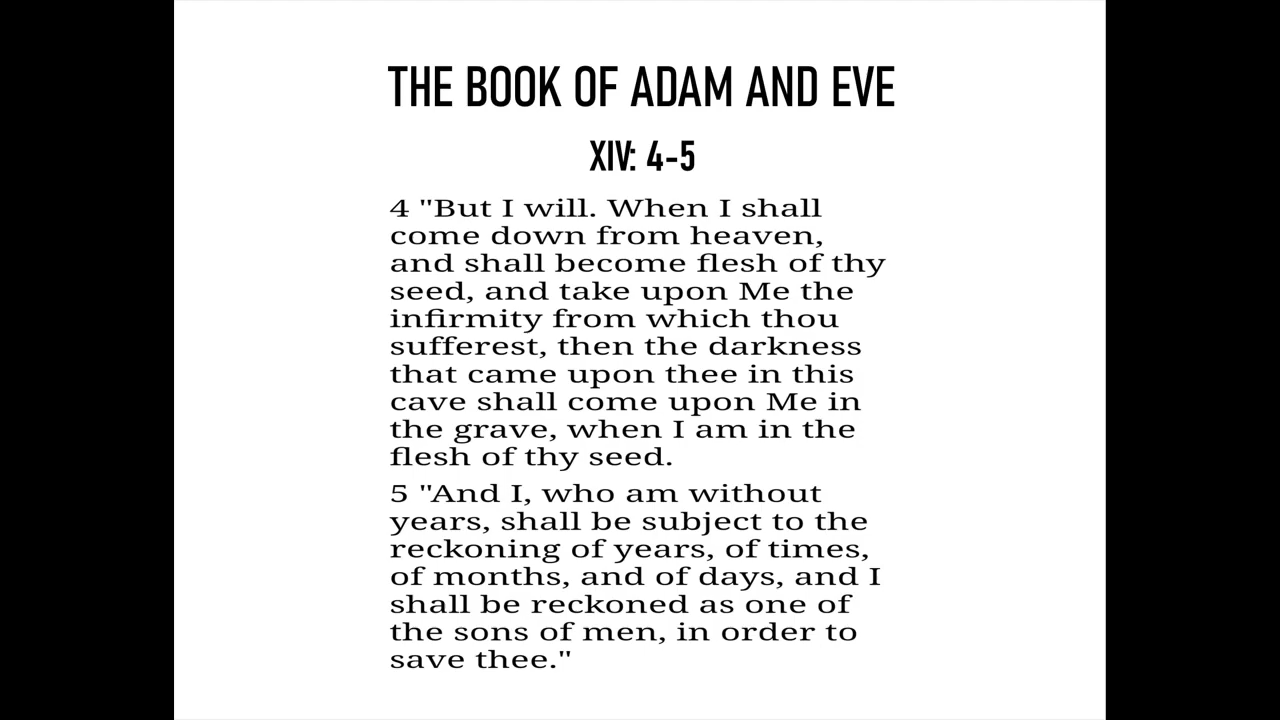 THE BOOK OF ADAM AND EVE
XIV: 4-5
4 "But I will. When I shall
come down from heaven,
and shall become flesh of thy
seed, and take upon Me the
infirmity from which thou
sufferest, then the darkness
that came upon thee in this
cave shall come upon Me in
the grave, when I am in the
flesh of thy seed.
5 "And I, who am without
years, shall be subject to the
reckoning of years, of times,
of months, and of days, and I
shall be reckoned as one of
the sons of men, in order to
save thee."